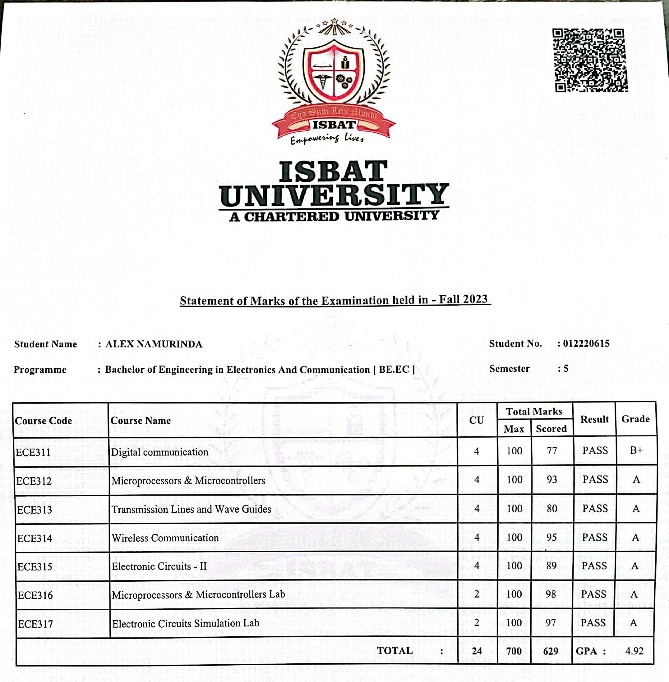 Ego Sum Lux Mundi
ISBAT
Empowering Lives
ISBAT
UNIVERSITY
A CHARTERED UNIVERSITY
Statement of Marks of the Examination held in - Fall 2023
Student Name : ALEX NAMURINDA Student No. : 012220615
Programme : Bachelor of Engineering in Electronics And Communication [ BE.EC ] Semester : 5
Course Code Course Name CU Total Marks Result Grade
Max Scored
ECE311 Digital communication 4 100 77 PASS B+
ECE312 Microprocessors & Microcontrollers 4 100 93 PASS A
ECE313 Transmission Lines and Wave Guides 4 100 80 PASS A
ECE314 Wireless Communication 4 100 95 PASS A
ECE315 Electronic Circuits - II 4 100 89 PASS A
ECE316 Microprocessors & Microcontrollers Lab 2 100 98 PASS A
ECE317 Electronic Circuits Simulation Lab 2 100 97 PASS A
TOTAL : 24 700 629 GPA : 4.92